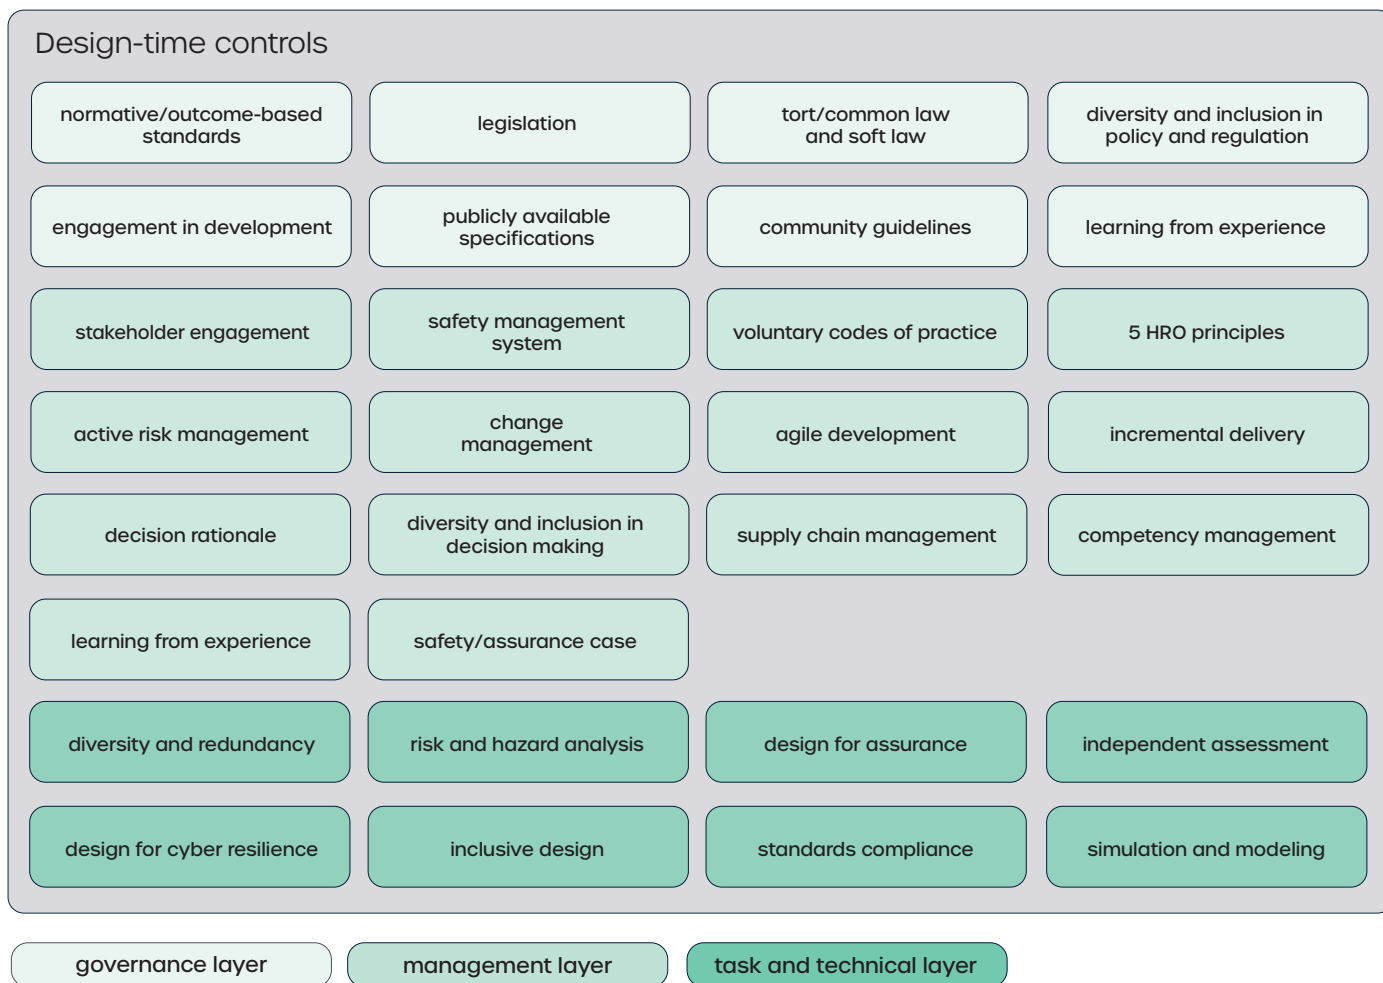 Design-time controls
normative/outcome-based
standards
legislation
tort/common law
and soft law
diversity and inclusion in
policy and regulation
engagement in development
publicly available
specifications
community guidelines
learning from experience
stakeholder engagement
safety management
system
voluntary codes of practice
5 HRO principles
active risk management
change
management
agile development
incremental delivery
decision rationale
diversity and inclusion in
decision making
supply chain management
competency management
learning from experience
safety/assurance case
diversity and redundancy
risk and hazard analysis
design for assurance
independent assessment
design for cyber resilience
inclusive design
standards compliance
simulation and modeling
governance layer
management layer
task and technical layer